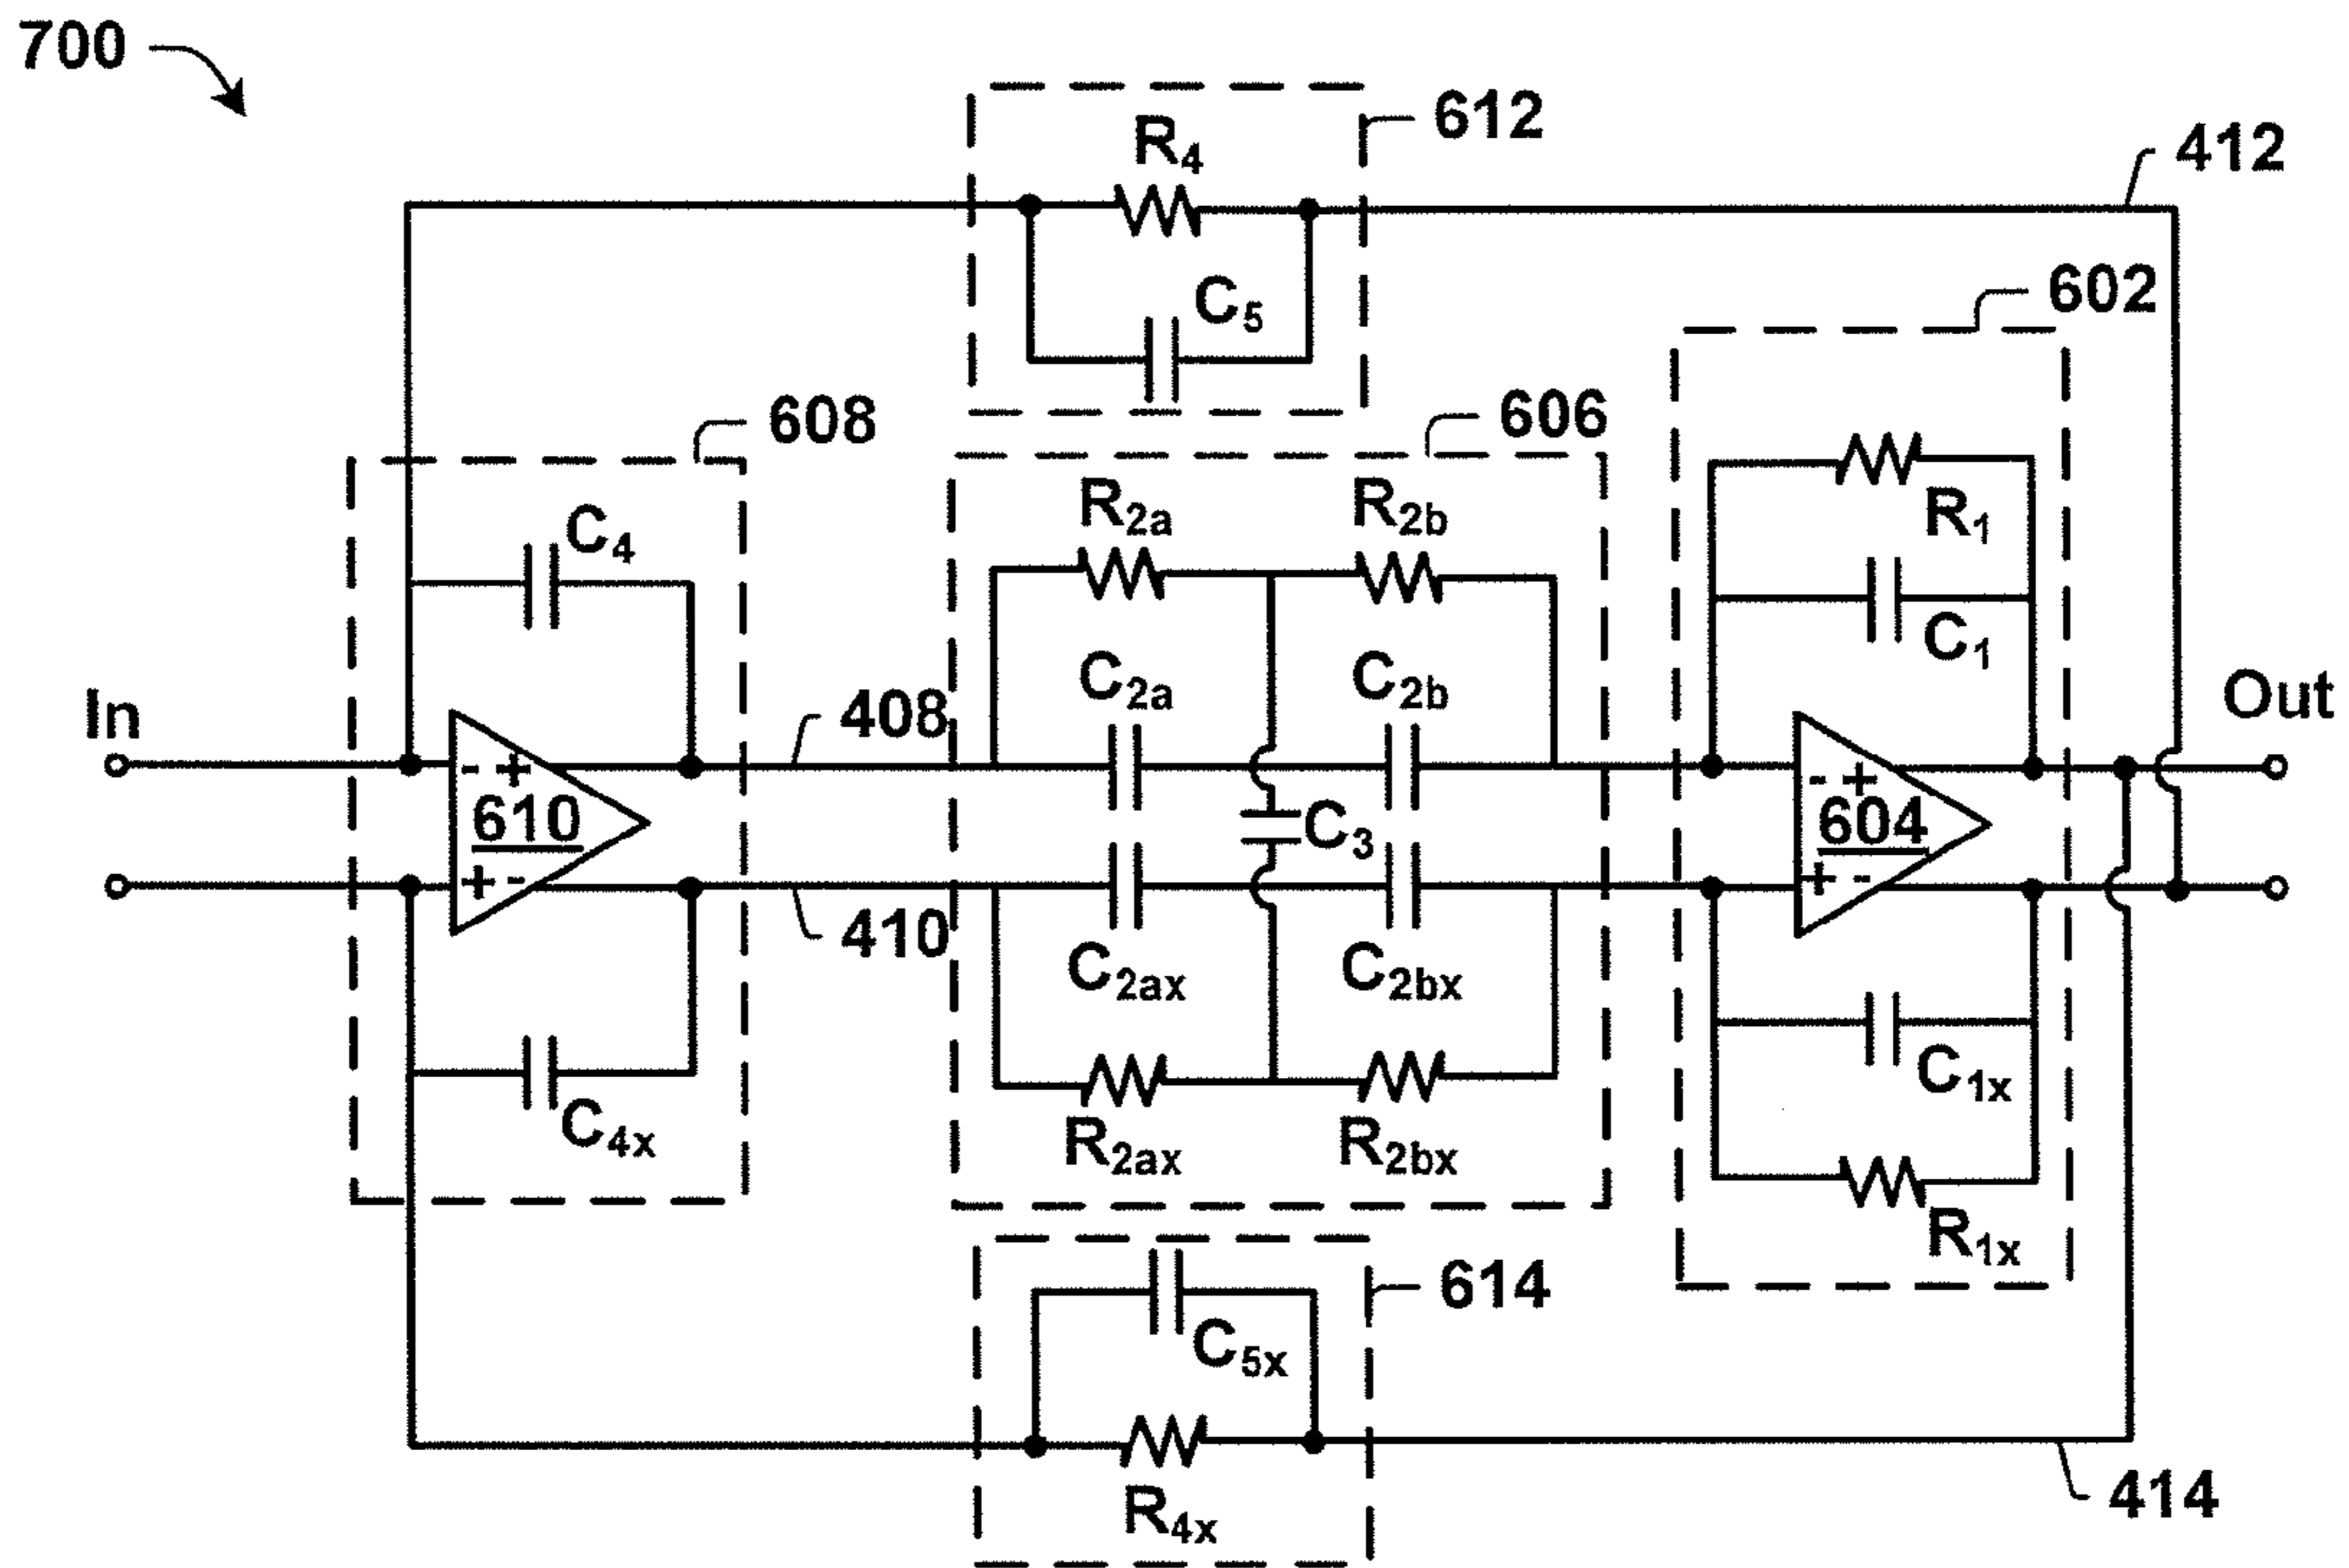 700
612
R4
412
C5
602
608
606
R2a
R2b
R1
C4
C1
C2a
C2b
In
408
Out
- +
610
+ -
C3
- +
604
+ -
410
C2ax
C2bx
C1x
C4x
R2ax
R2bx
R1x
614
C5x
R4x
414